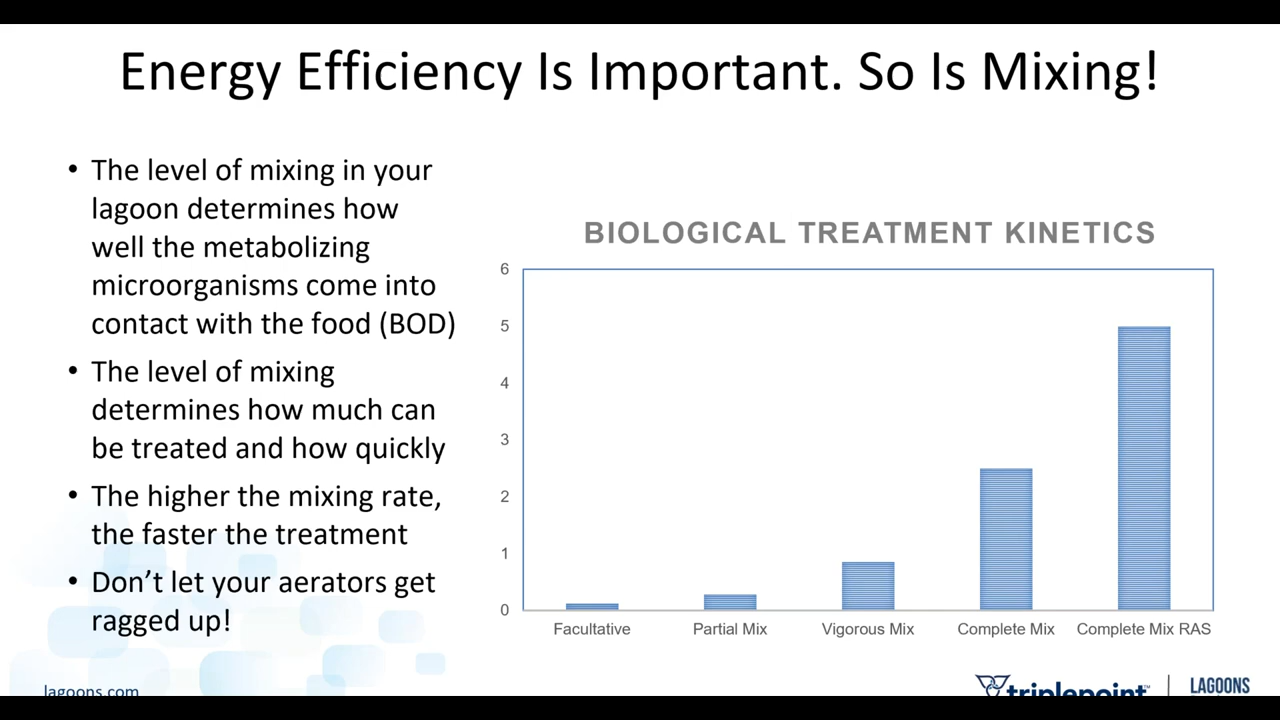 Energy Efficiency Is Important. So Is Mixing!
• The level of mixing in your
lagoon determines how
well the metabolizing
microorganisms come into
contact with the food (BOD)
• The level of mixing
determines how much can
be treated and how quickly
• The higher the mixing rate,
the faster the treatment
• Don’t let your aerators get
ragged up!
BIOLOGICAL TREATMENT KINETICS
6
5
4
3
2
1
0
Facultative Partial Mix Vigorous Mix Complete Mix Complete Mix RAS
lagoons.com
triplepoint™ | LAGOONS